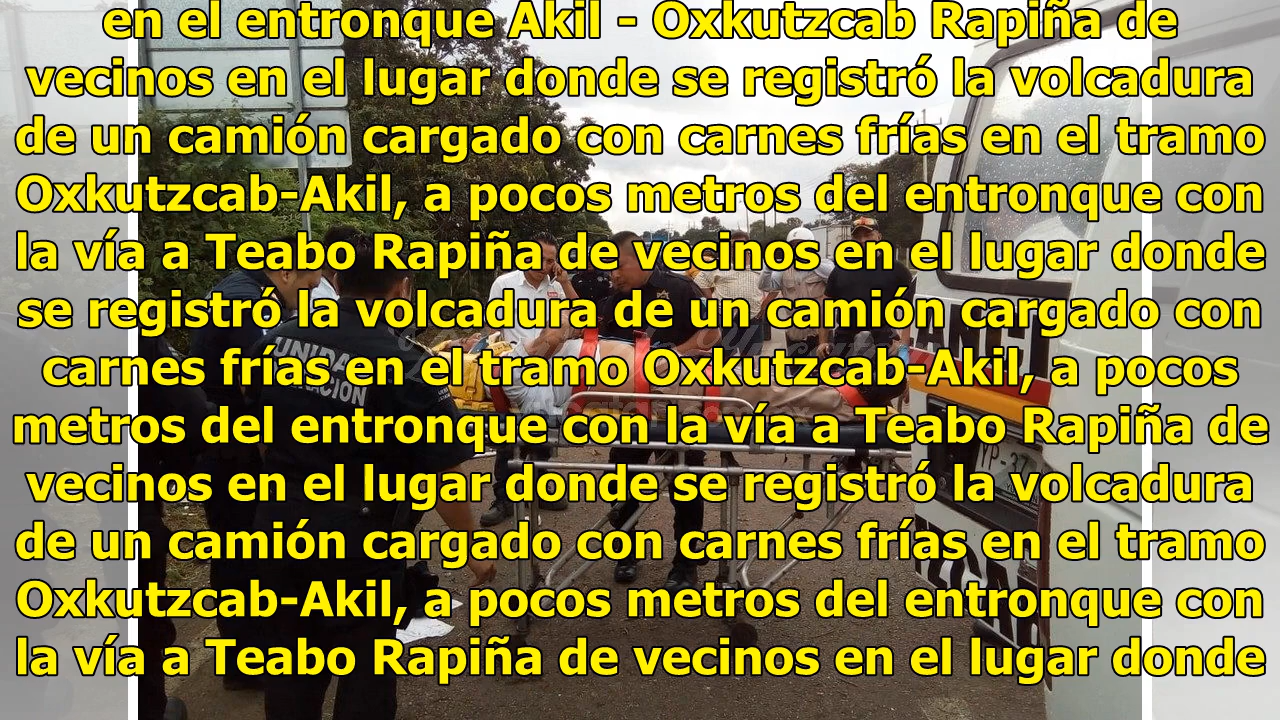 en el entronque Akil - Oxkutzcab Rapiña de
vecinos en el lugar donde se registró la volcadura
de un camión cargado con carnes frías en el tramo
Oxkutzcab-Akil, a pocos metros del entronque con
la vía a Teabo Rapiña de vecinos en el lugar donde
se registró la volcadura de un camión cargado con
carnes frías en el tramo Oxkutzcab-Akil, a pocos
metros del entronque con la vía a Teabo Rapiña de
vecinos en el lugar donde se registró la volcadura
de un camión cargado con carnes frías en el tramo
Oxkutzcab-Akil, a pocos metros del entronque con
la vía a Teabo Rapiña de vecinos en el lugar donde
UNIDAD